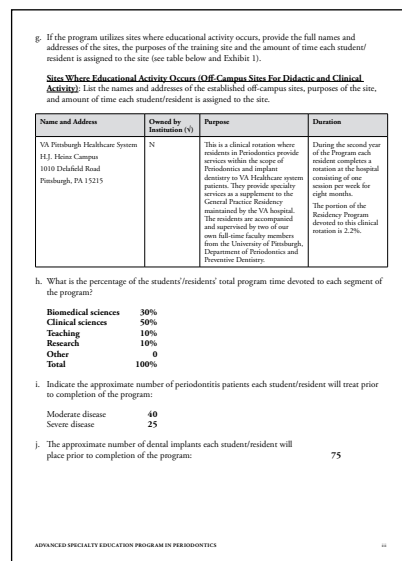 g. If the program utilizes sites where educational activity occurs, provide the full names and
addresses of the sites, the purposes of the training site and the amount of time each student/
resident is assigned to the site (see table below and Exhibit 1).
Sites Where Educational Activity Occurs (Off-Campus Sites For Didactic and Clinical
Activity): List the names and addresses of the established off-campus sites, purposes of the site,
and amount of time each student/resident is assigned to the site.
Name and Address
Owned by
Institution (√)
Purpose
Duration
VA Pittsburgh Healthcare System
H.J. Heinz Campus
1010 Delafield Road
Pittsburgh, PA 15215
N
This is a clinical rotation where
residents in Periodontics provide
services within the scope of
Periodontics and implant
dentistry to VA Healthcare system
patients. They provide specialty
services as a supplement to the
General Practice Residency
maintained by the VA hospital.
The residents are accompanied
and supervised by two of our
own full-time faculty members
from the University of Pittsburgh,
Department of Periodontics and
Preventive Dentistry.
During the second year
of the Program each
resident completes a
rotation at the hospital
consisting of one
session per week for
eight months.
The portion of the
Residency Program
devoted to this clinical
rotation is 2.2%.
h. What is the percentage of the students'/residents' total program time devoted to each segment of
the program?
Biomedical sciences 30%
Clinical sciences 50%
Teaching 10%
Research 10%
Other 0
Total 100%
i. Indicate the approximate number of periodontitis patients each student/resident will treat prior
to completion of the program:
Moderate disease 40
Severe disease 25
j. The approximate number of dental implants each student/resident will
place prior to completion of the program: 75
ADVANCED SPECIALTY EDUCATION PROGRAM IN PERIODONTICS